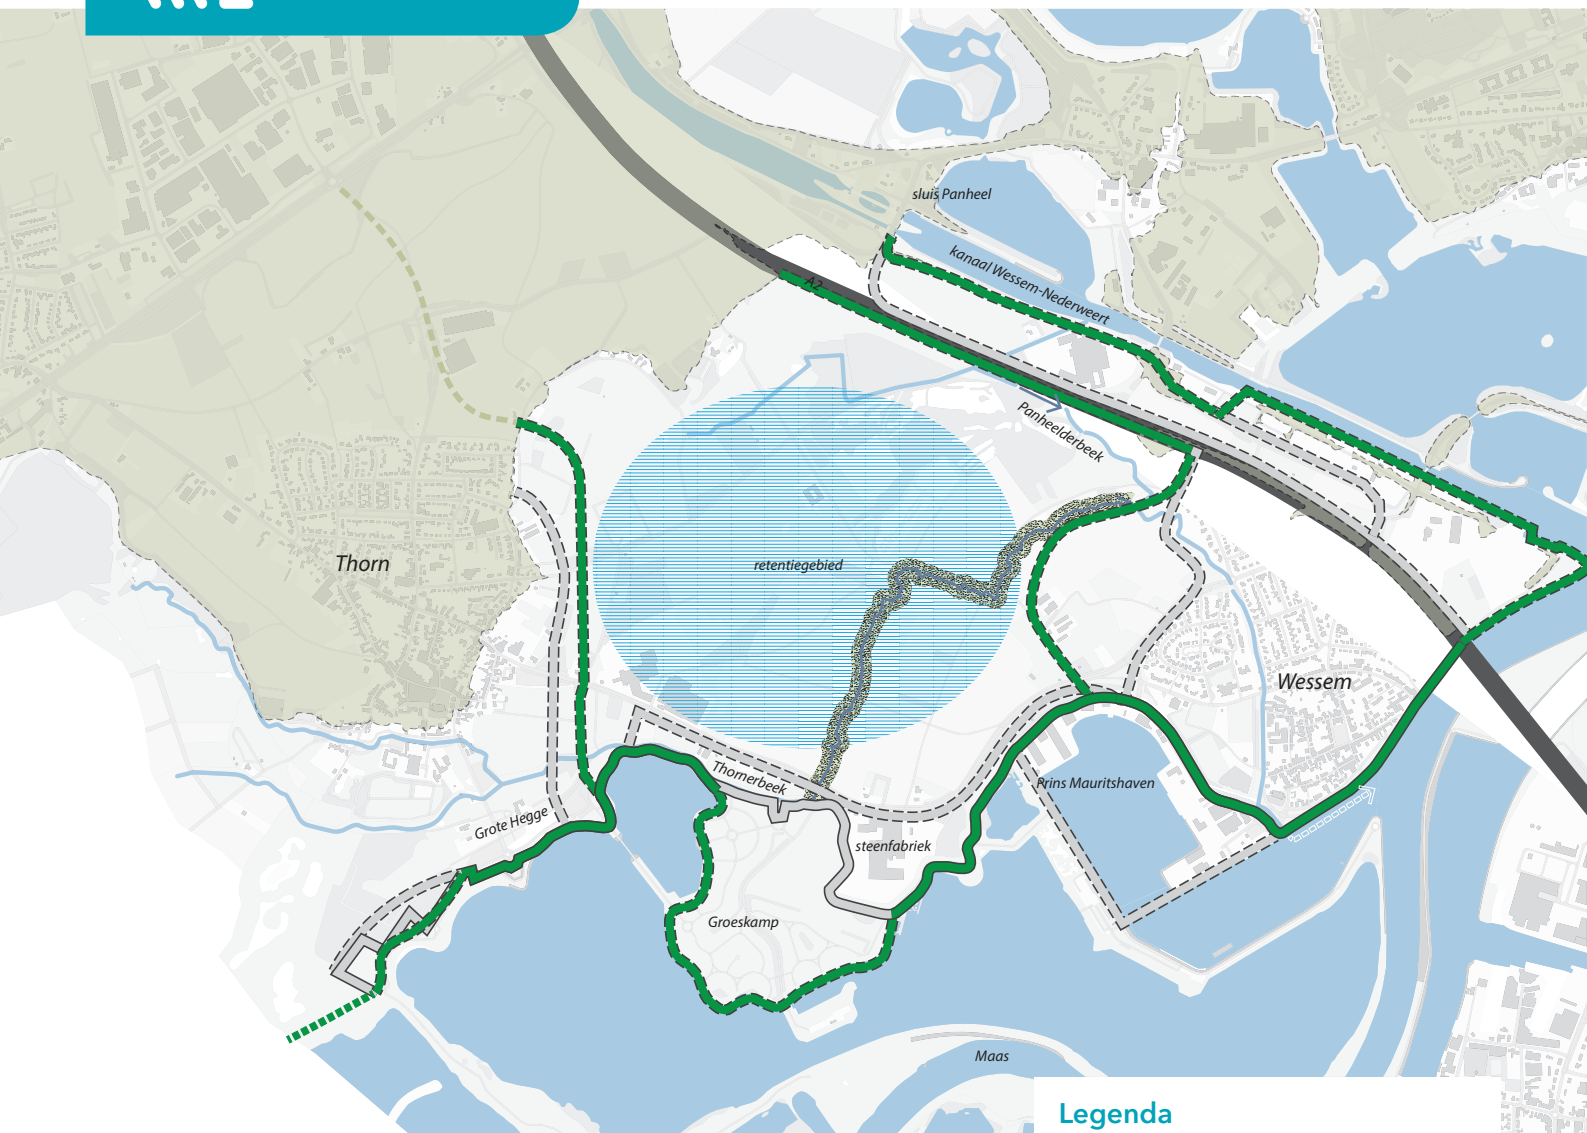 sluis Panheel
kanaal Wessem-Nederweert
A2
Panheelderbeek
Thorn
retentiegebied
Wessem
Thornerbeek
Prins Mauritshaven
Grote Hegge
steenfabriek
Groeskamp
Maas
Legenda